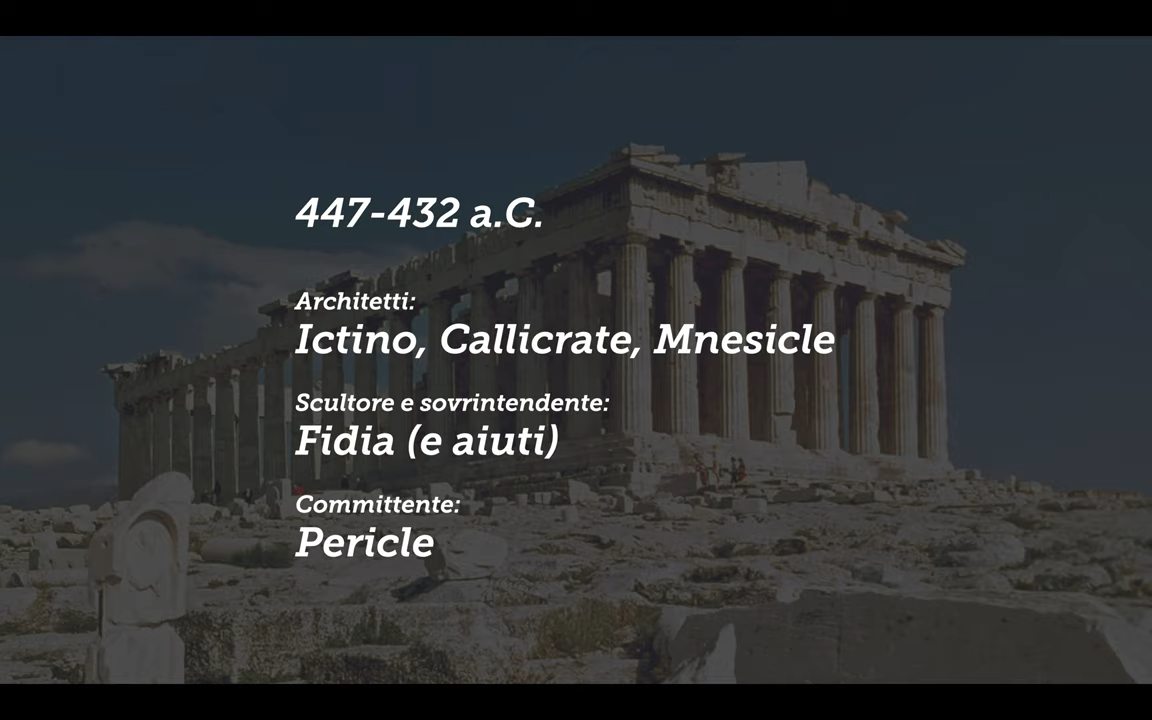 447-432 a.C.
Architetti:
Ictino, Callicrate, Mnesicle
Scultore e sovrintendente:
Fidia (e aiuti)
Committente:
Pericle